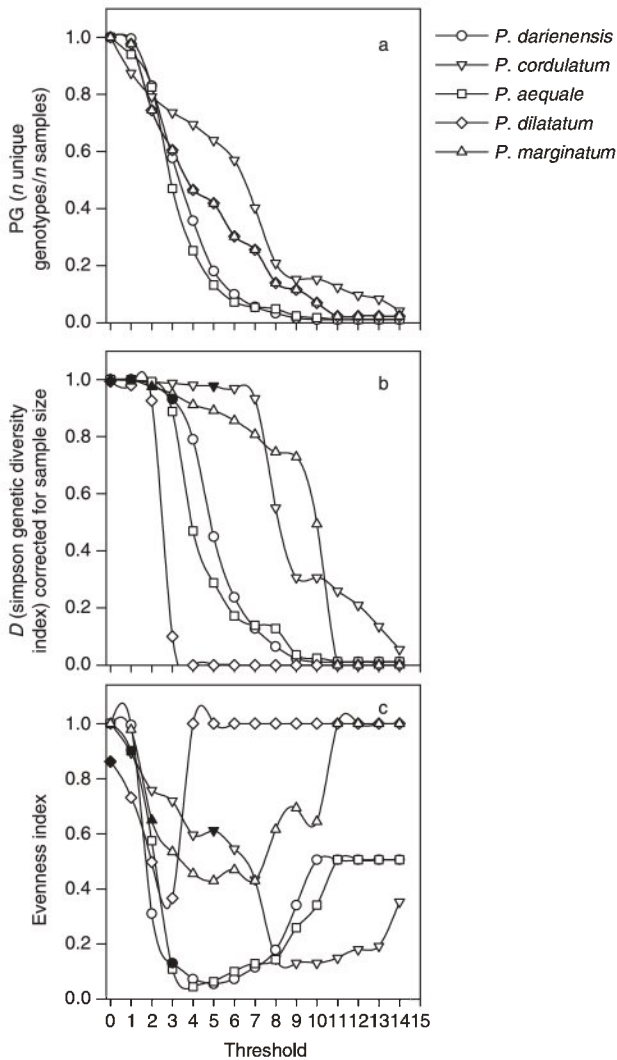 a
1.0
0.8
0.6
0.4
0.2
0.0
PG (n unique
genotypes/n samples)
P. darienensis
P. cordulatum
P. aequale
P. dilatatum
P. marginatum
b
1.0
0.8
0.6
0.4
0.2
0.0
D (simpson genetic diversity
index) corrected for sample size
c
1.0
0.8
0.6
0.4
0.2
0.0
Evenness index
0 1 2 3 4 5 6 7 8 9 10 11 12 13 14 15
Threshold